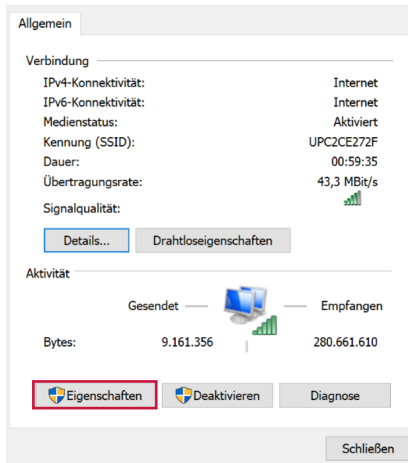 Allgemein
Verbindung
IPv4-Konnektivität: Internet
IPv6-Konnektivität: Internet
Medienstatus: Aktiviert
Kennung (SSID): UPC2CE272F
Dauer: 00:59:35
Übertragungsrate: 43,3 MBit/s
Signalqualität:
Details... Drahtloseigenschaften
Aktivität
Gesendet Empfangen
Bytes: 9.161.356 280.661.610
Eigenschaften Deaktivieren Diagnose
Schließen